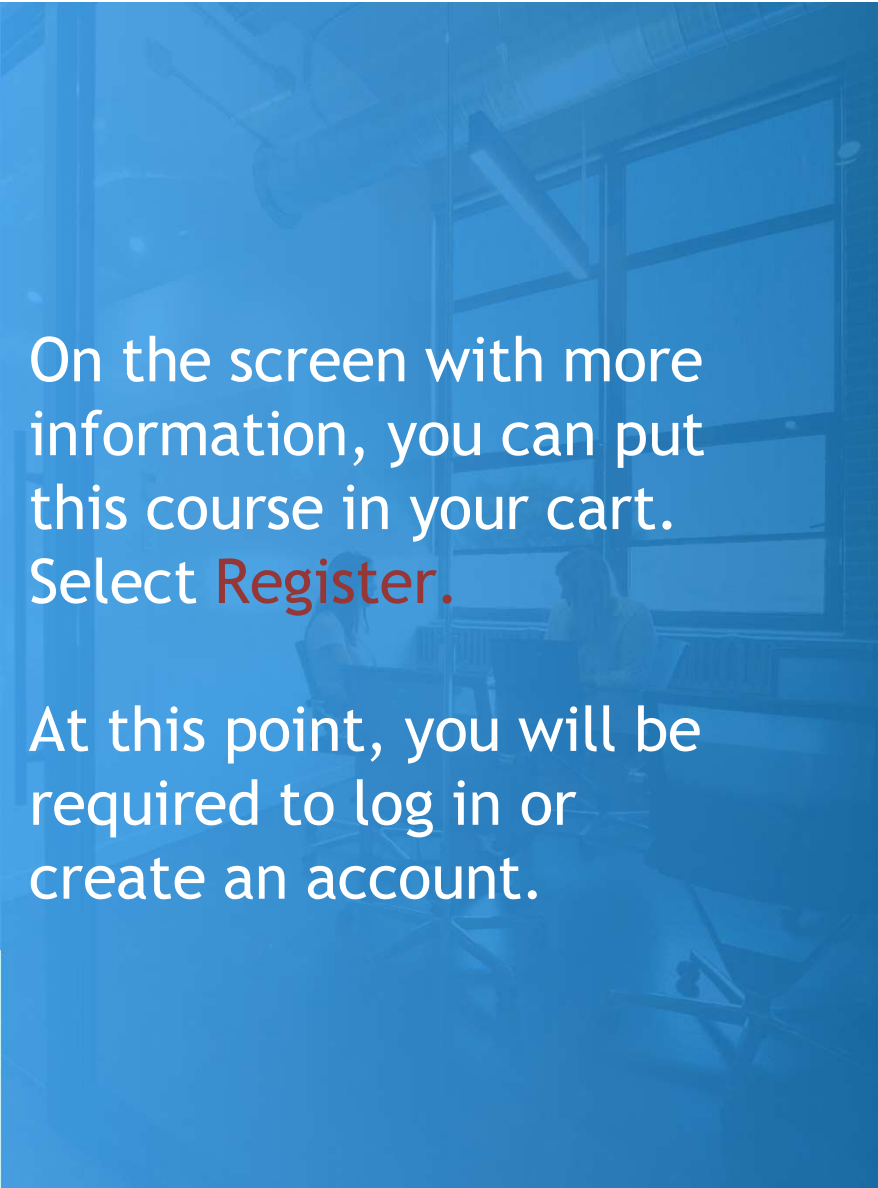 On the screen with more
information, you can put
this course in your cart.
Select Register.
At this point, you will be
required to log in or
create an account.